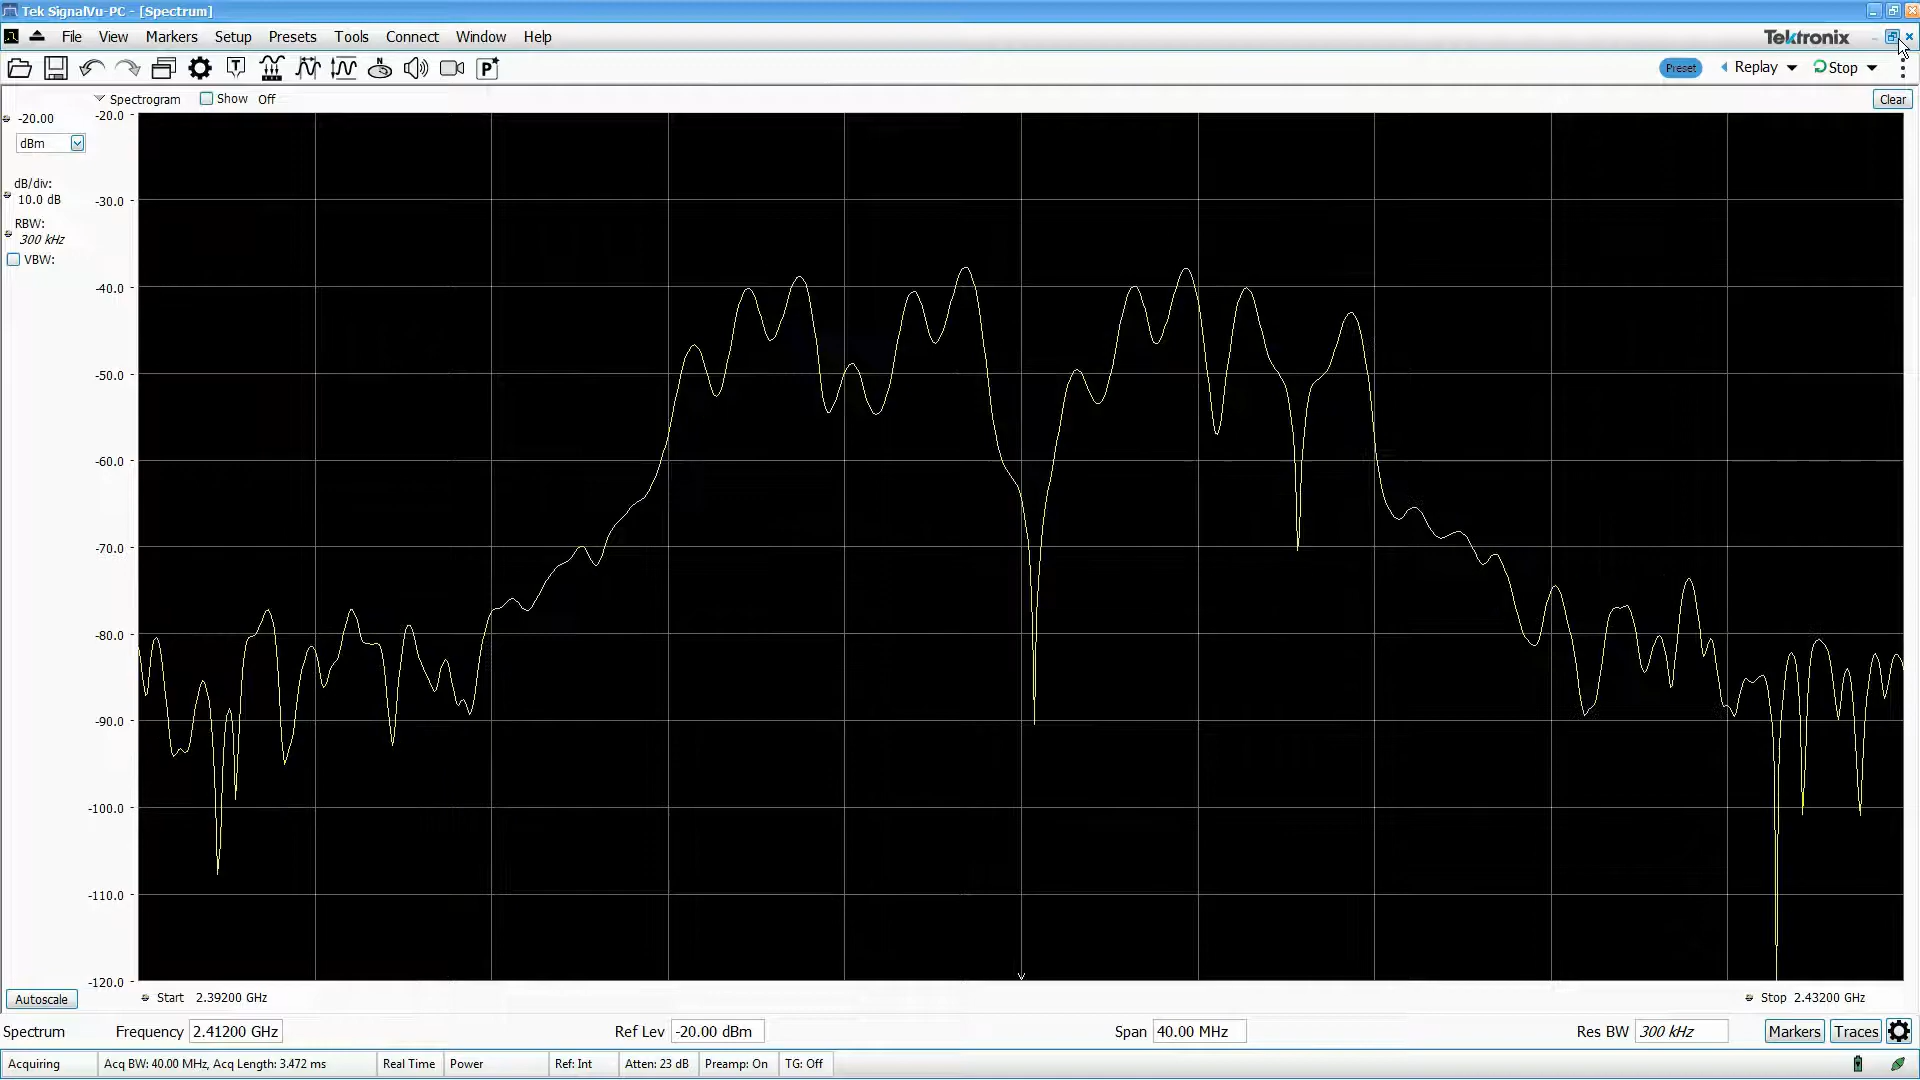 Tek SignalVu-PC - [Spectrum]
File View Markers Setup Presets Tools Connect Window Help Tektronix
T P* Preset Replay Stop
Spectrogram Show Off Clear
-20.00
dBm
dB/div:
10.0 dB
RBW:
300 kHz
VBW:
-20.0
-30.0
-40.0
-50.0
-60.0
-70.0
-80.0
-90.0
-100.0
-110.0
-120.0
Autoscale Start 2.39200 GHz Stop 2.43200 GHz
Spectrum Frequency 2.41200 GHz Ref Lev -20.00 dBm Span 40.00 MHz Res BW 300 kHz Markers Traces
Acquiring Acq BW: 40.00 MHz, Acq Length: 3.472 ms Real Time Power Ref: Int Atten: 23 dB Preamp: On TG: Off